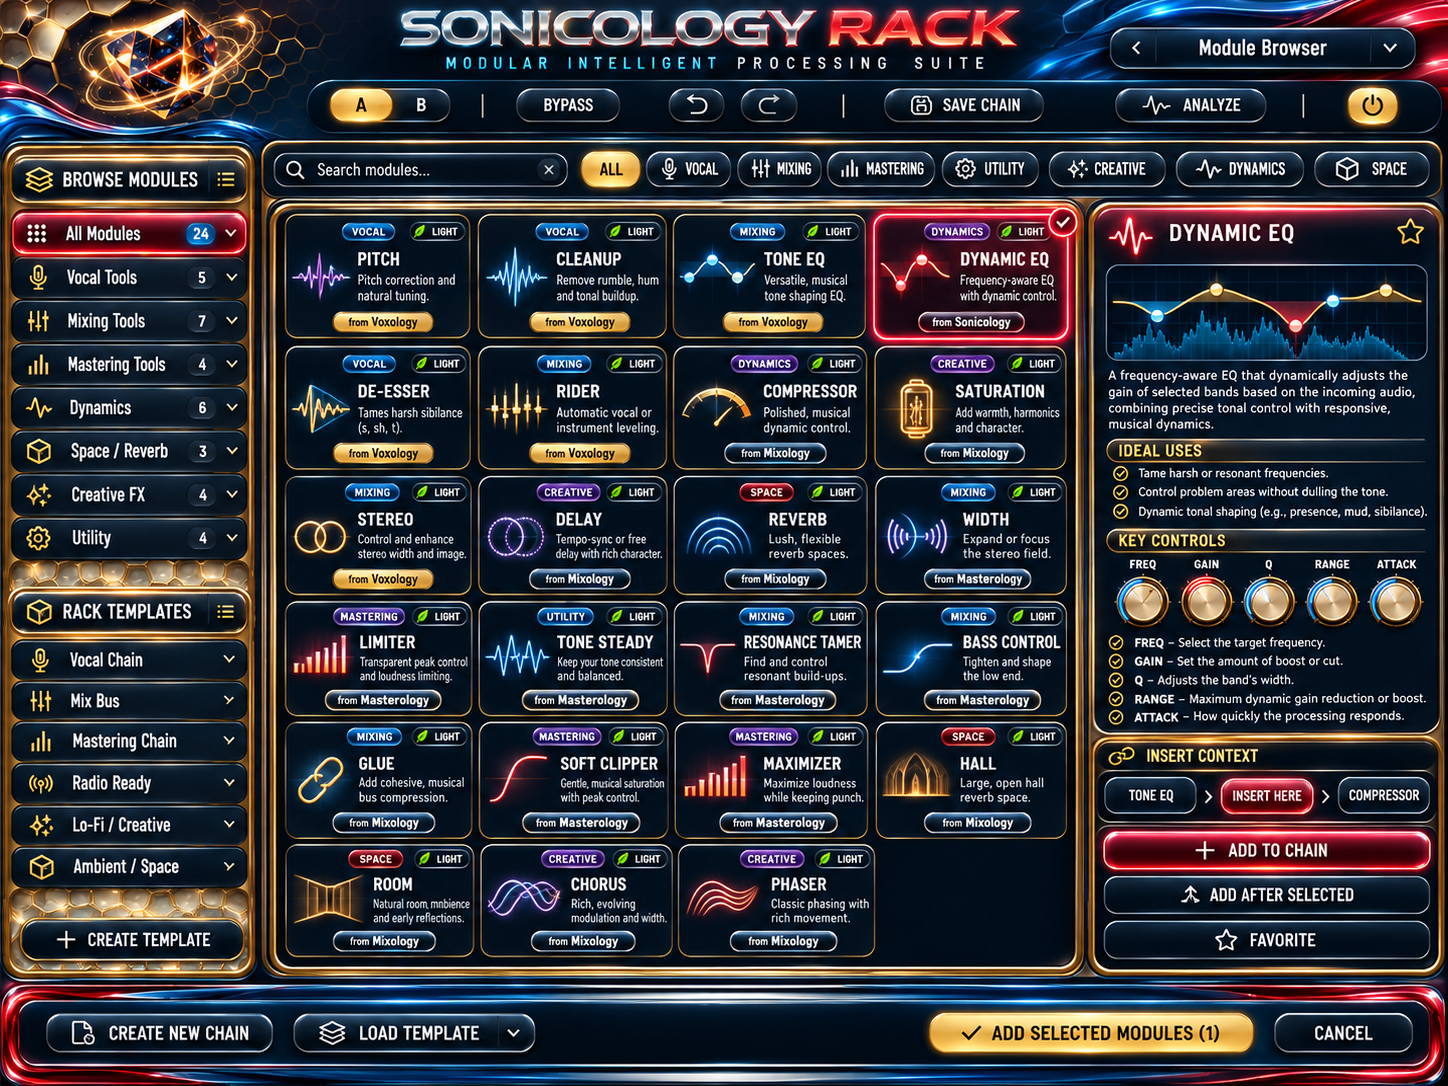 SONICOLOGY RACK
MODULAR INTELLIGENT PROCESSING SUITE
Module Browser
A
B
BYPASS
SAVE CHAIN
ANALYZE
BROWSE MODULES
All Modules 24
Vocal Tools 5
Mixing Tools 7
Mastering Tools 4
Dynamics 6
Space / Reverb 3
Creative FX 4
Utility 4
RACK TEMPLATES
Vocal Chain
Mix Bus
Mastering Chain
Radio Ready
Lo-Fi / Creative
Ambient / Space
CREATE TEMPLATE
Search modules...
ALL
VOCAL
MIXING
MASTERING
UTILITY
CREATIVE
DYNAMICS
SPACE
VOCAL LIGHT
PITCH
Pitch correction and
natural tuning.
from Voxology
VOCAL LIGHT
CLEANUP
Remove rumble, hum
and tonal buildup.
from Voxology
MIXING LIGHT
TONE EQ
Versatile, musical
tone shaping EQ.
from Voxology
DYNAMICS LIGHT
DYNAMIC EQ
Frequency-aware EQ
with dynamic control.
from Sonicology
VOCAL LIGHT
DE-ESSER
Tames harsh sibilance
(s, sh, t).
from Voxology
MIXING LIGHT
RIDER
Automatic vocal or
instrument leveling.
from Voxology
DYNAMICS LIGHT
COMPRESSOR
Polished, musical
dynamic control.
from Mixology
CREATIVE LIGHT
SATURATION
Add warmth, harmonics
and character.
from Mixology
MIXING LIGHT
STEREO
Control and enhance
stereo width and image.
from Voxology
CREATIVE LIGHT
DELAY
Tempo-sync or free
delay with rich character.
from Mixology
SPACE LIGHT
REVERB
Lush, flexible
reverb spaces.
from Mixology
MIXING LIGHT
WIDTH
Expand or focus
the stereo field.
from Masterology
MASTERING LIGHT
LIMITER
Transparent peak control
and loudness limiting.
from Masterology
UTILITY LIGHT
TONE STEADY
Keep your tone consistent
and balanced.
from Masterology
MIXING LIGHT
RESONANCE TAMER
Find and control
resonant build-ups.
from Masterology
MIXING LIGHT
BASS CONTROL
Tighten and shape
the low end.
from Masterology
MIXING LIGHT
GLUE
Add cohesive, musical
bus compression.
from Mixology
MASTERING LIGHT
SOFT CLIPPER
Gentle, musical saturation
with peak control.
from Masterology
MASTERING LIGHT
MAXIMIZER
Maximize loudness
while keeping punch.
from Masterology
SPACE LIGHT
HALL
Large, open hall
reverb space.
from Mixology
SPACE LIGHT
ROOM
Natural room, mnbience
and early reflections.
from Mixology
CREATIVE LIGHT
CHORUS
Rich, evolving
modulation and width.
from Mixology
CREATIVE LIGHT
PHASER
Classic phasing with
rich movement.
from Mixology
DYNAMIC EQ
A frequency-aware EQ that dynamically adjusts the
gain of selected bands based on the incoming audio,
combining precise tonal control with responsive,
musical dynamics.
IDEAL USES
Tame harsh or resonant frequencies.
Control problem areas without dulling the tone.
Dynamic tonal shaping (e.g., presence, mud, sibilance).
KEY CONTROLS
FREQ GAIN Q RANGE ATTACK
FREQ – Select the target frequency.
GAIN – Set the amount of boost or cut.
Q – Adjusts the band's width.
RANGE – Maximum dynamic gain reduction or boost.
ATTACK – How quickly the processing responds.
INSERT CONTEXT
TONE EQ > INSERT HERE > COMPRESSOR
ADD TO CHAIN
ADD AFTER SELECTED
FAVORITE
CREATE NEW CHAIN
LOAD TEMPLATE
ADD SELECTED MODULES (1)
CANCEL